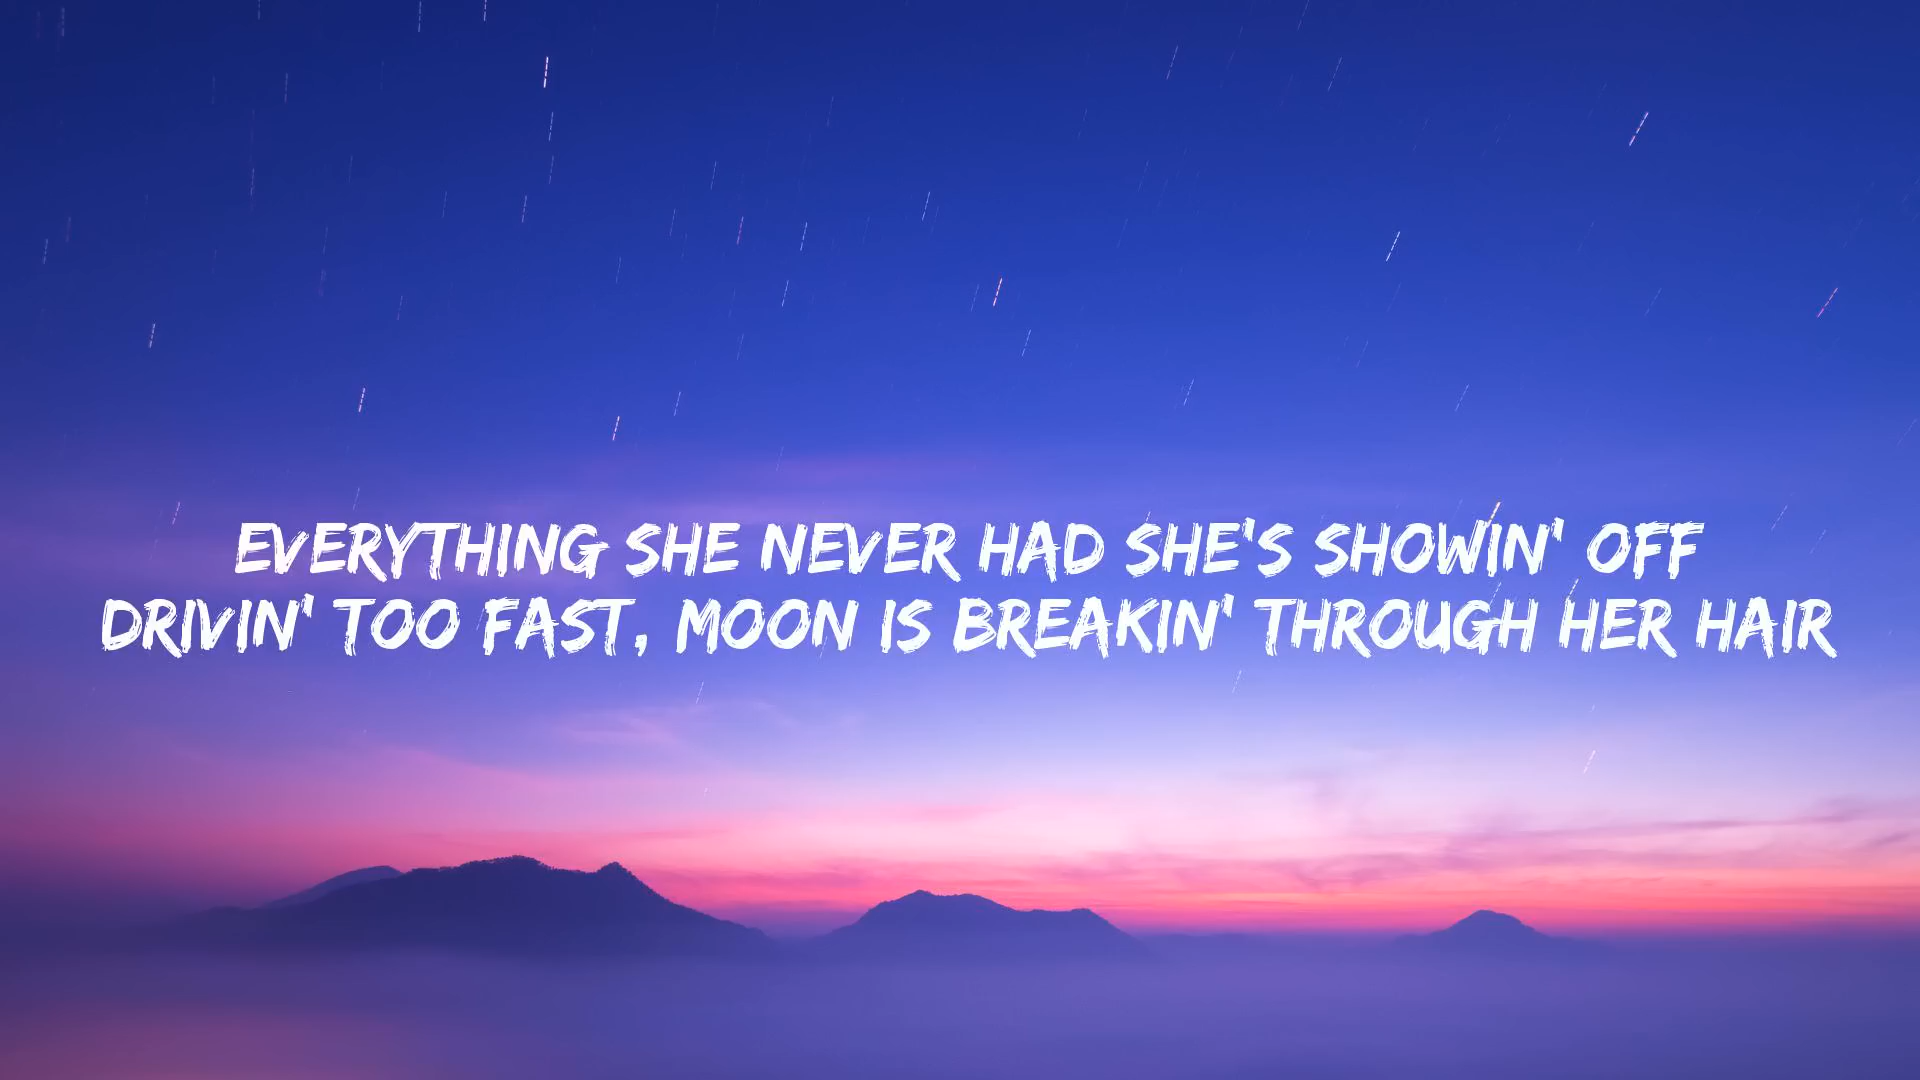 EVERYTHING SHE NEVER HAD SHE'S SHOWIN' OFF
DRIVIN' TOO FAST, MOON IS BREAKIN' THROUGH HER HAIR